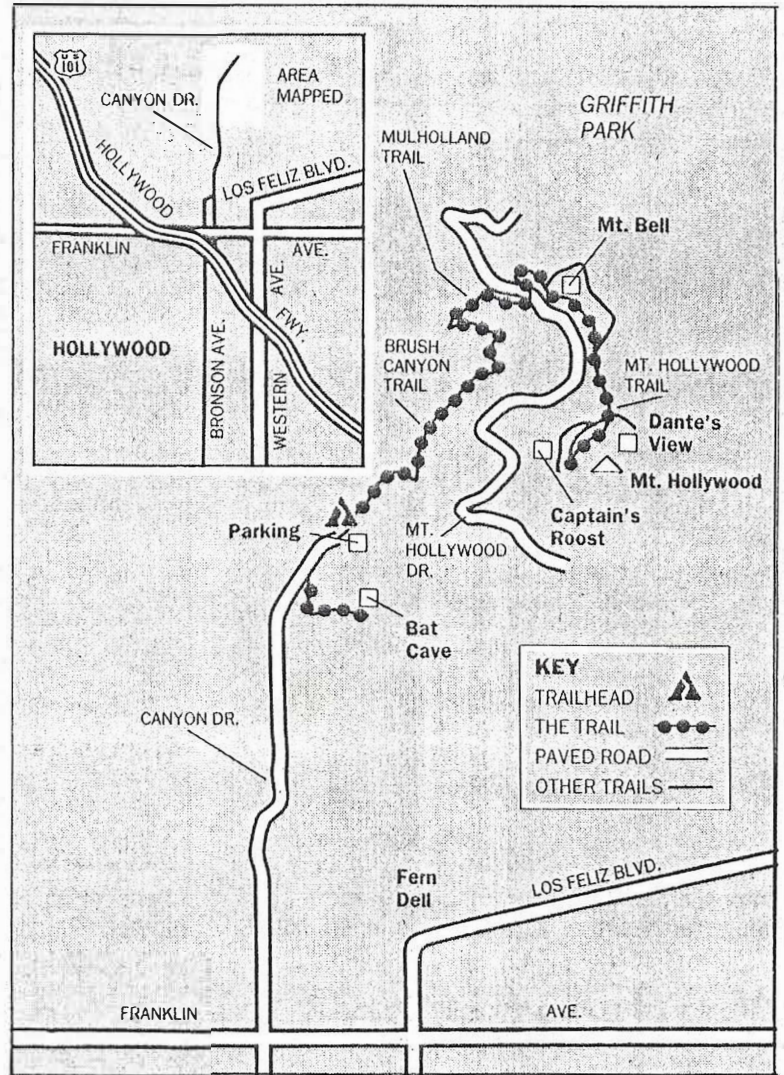 US
101
CANYON DR.
AREA
MAPPED
HOLLYWOOD
FWY.
LOS FELIZ BLVD.
FRANKLIN
AVE.
HOLLYWOOD
BRONSON AVE.
WESTERN
AVE.
GRIFFITH
PARK
MULHOLLAND
TRAIL
Mt. Bell
BRUSH
CANYON
TRAIL
MT. HOLLYWOOD
TRAIL
Dante's
View
Mt. Hollywood
Captain's
Roost
MT.
HOLLYWOOD
DR.
Parking
Bat
Cave
CANYON DR.
KEY
TRAILHEAD
THE TRAIL
PAVED ROAD
OTHER TRAILS
Fern
Dell
LOS FELIZ BLVD.
FRANKLIN
AVE.